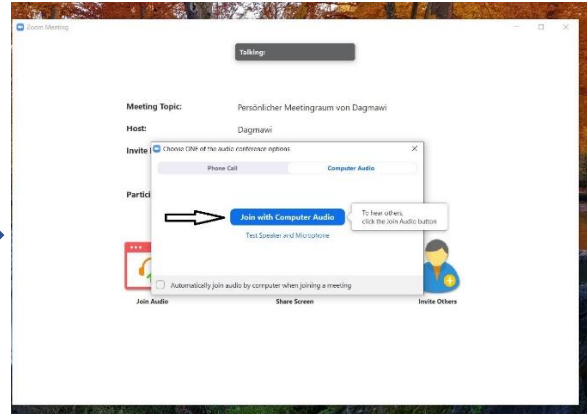 Zoom Meeting
Talking:
Meeting Topic: Persönlicher Meetingraum von Dagmawi
Host: Dagmawi
Invite
Choose ONE of the audio conference options
Phone Call Computer Audio
Partici
Join with Computer Audio
To hear others,
click the Join Audio button
Test Speaker and Microphone
Automatically join audio by computer when joining a meeting
Join Audio Share Screen Invite Others